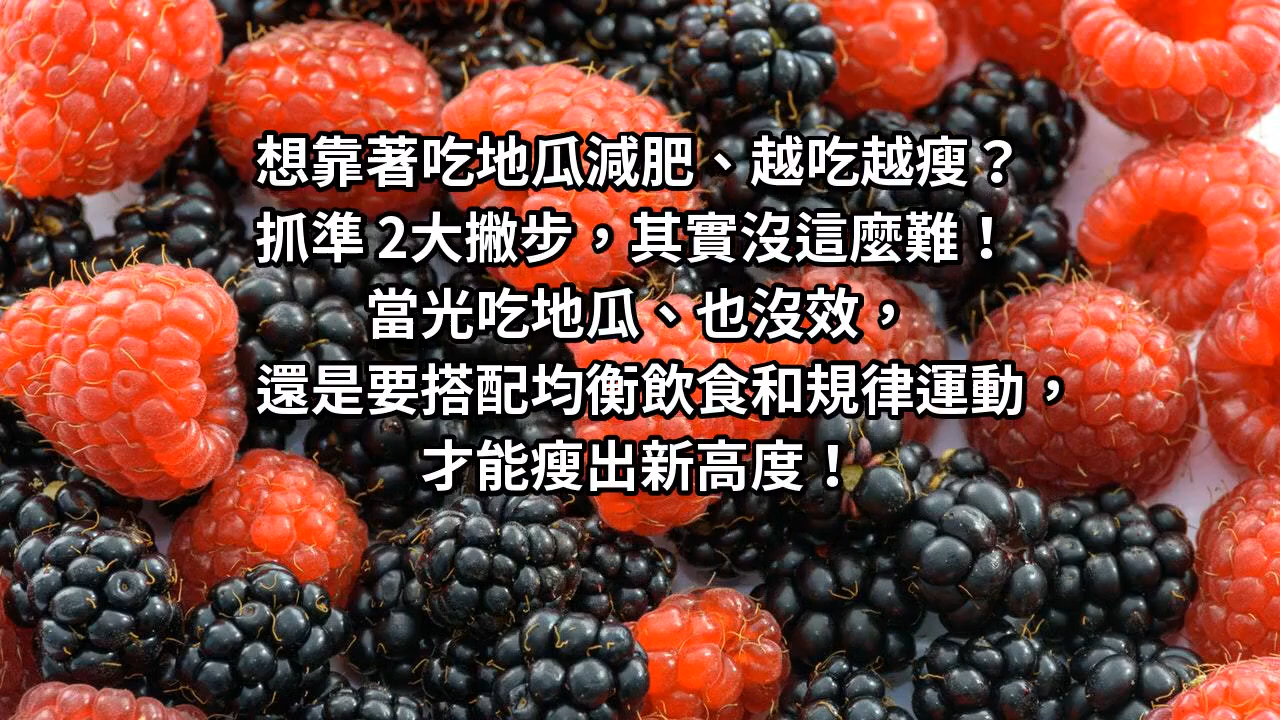 想靠著吃地瓜減肥、越吃越瘦？
抓準 2大撇步，其實沒這麼難！
當光吃地瓜、也沒效，
還是要搭配均衡飲食和規律運動，
才能瘦出新高度！